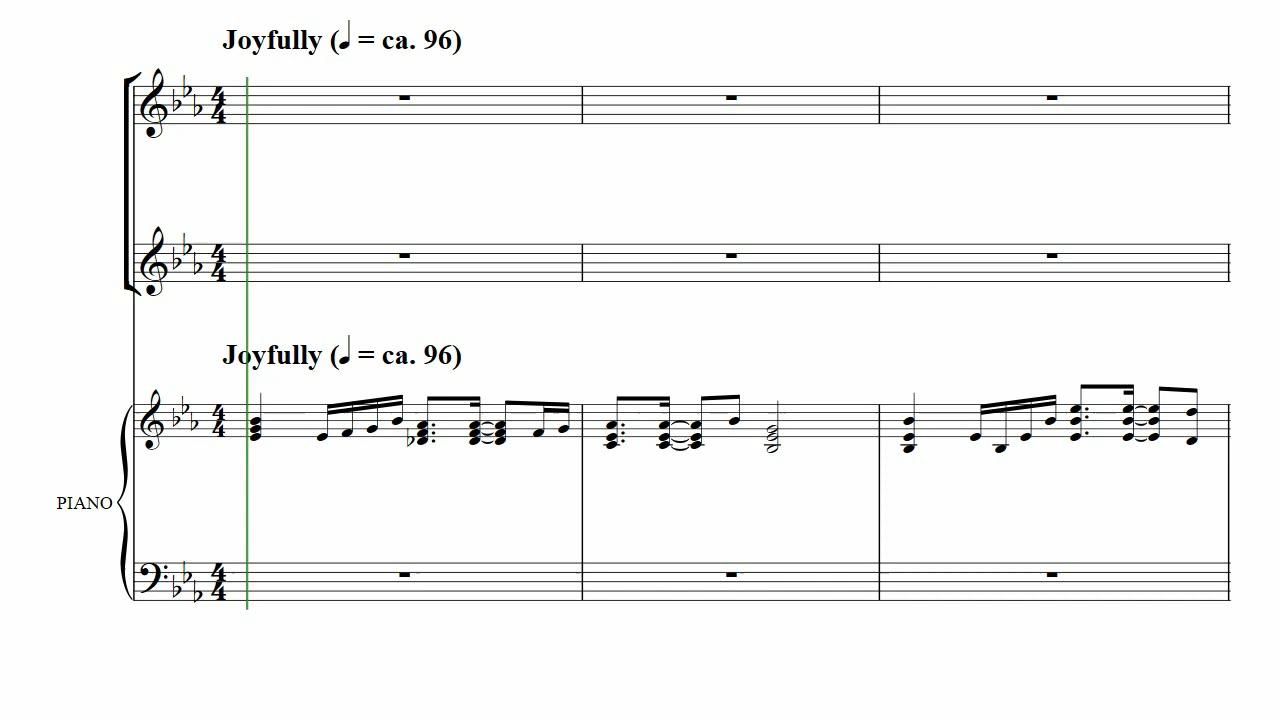 Joyfully (♩ = ca. 96)
Joyfully (♩ = ca. 96)
PIANO